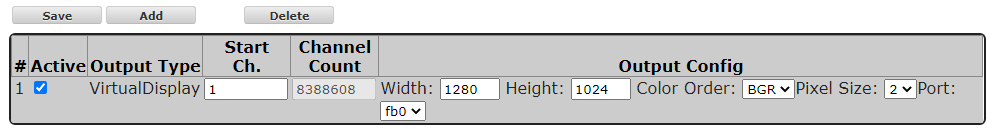 Save Add Delete
Start Channel
# Active Output Type Ch. Count Output Config
1 VirtualDisplay 1 8388608 Width: 1280 Height: 1024 Color Order: BGR Pixel Size: 2 Port:
fb0